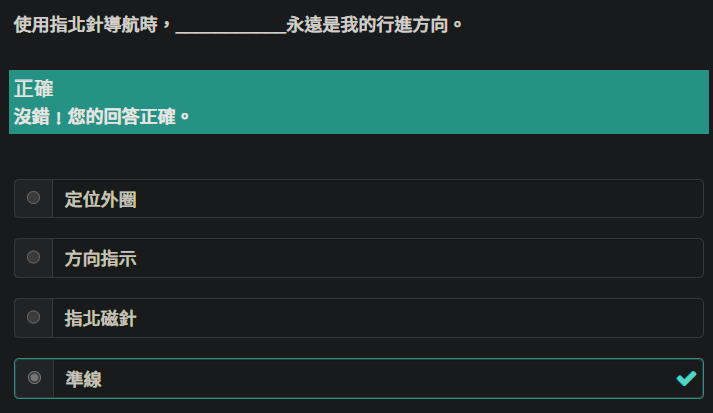 使用指北針導航時，____________永遠是我的行進方向。
正確
沒錯！您的回答正確。
定位外圈
方向指示
指北磁針
準線